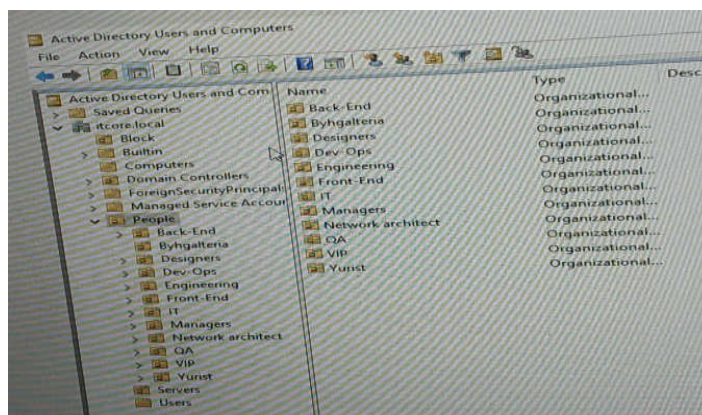 Active Directory Users and Computers
File Action View Help
Active Directory Users and Com
Saved Queries
itcore.local
Block
Builtin
Computers
Domain Controllers
ForeignSecurityPrincipal
Managed Service Accou
People
Back-End
Byhgalteria
Designers
Dev-Ops
Engineering
Front-End
IT
Managers
Network architect
QA
VIP
Yurist
Servers
Users
Name Type Desc
Back-End Organizational...
Byhgalteria Organizational...
Designers Organizational...
Dev-Ops Organizational...
Engineering Organizational...
Front-End Organizational...
IT Organizational...
Managers Organizational...
Network architect Organizational...
QA Organizational...
VIP Organizational...
Yurist Organizational...